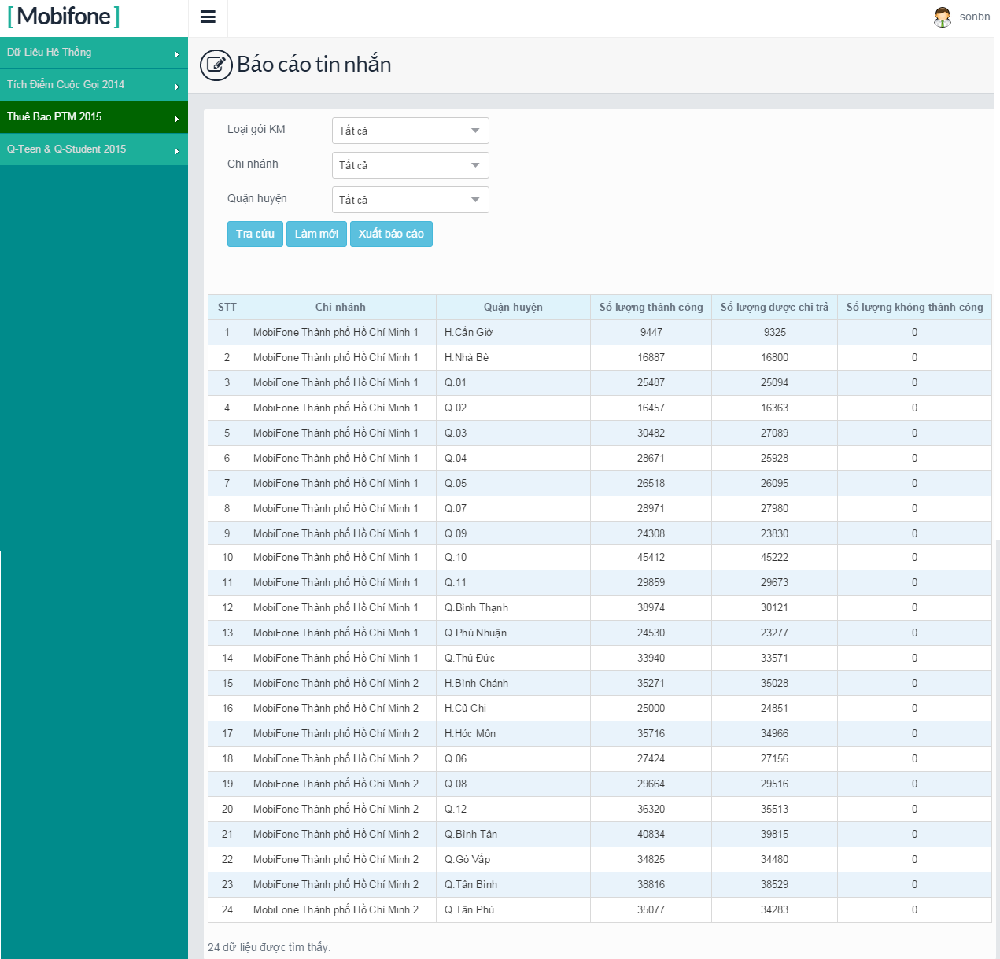 [ Mobifone ]
sonbn
Dữ Liệu Hệ Thống
Tích Điểm Cuộc Gọi 2014
Thuê Bao PTM 2015
Q-Teen & Q-Student 2015
Báo cáo tin nhắn
Loại gói KM Tất cả
Chi nhánh Tất cả
Quận huyện Tất cả
Tra cứu Làm mới Xuất báo cáo
STT Chi nhánh Quận huyện Số lượng thành công Số lượng được chi trả Số lượng không thành công
1 MobiFone Thành phố Hồ Chí Minh 1 H.Cần Giờ 9447 9325 0
2 MobiFone Thành phố Hồ Chí Minh 1 H.Nhà Bè 16887 16800 0
3 MobiFone Thành phố Hồ Chí Minh 1 Q.01 25487 25094 0
4 MobiFone Thành phố Hồ Chí Minh 1 Q.02 16457 16363 0
5 MobiFone Thành phố Hồ Chí Minh 1 Q.03 30482 27089 0
6 MobiFone Thành phố Hồ Chí Minh 1 Q.04 28671 25928 0
7 MobiFone Thành phố Hồ Chí Minh 1 Q.05 26518 26095 0
8 MobiFone Thành phố Hồ Chí Minh 1 Q.07 28971 27980 0
9 MobiFone Thành phố Hồ Chí Minh 1 Q.09 24308 23830 0
10 MobiFone Thành phố Hồ Chí Minh 1 Q.10 45412 45222 0
11 MobiFone Thành phố Hồ Chí Minh 1 Q.11 29859 29673 0
12 MobiFone Thành phố Hồ Chí Minh 1 Q.Bình Thạnh 38974 30121 0
13 MobiFone Thành phố Hồ Chí Minh 1 Q.Phú Nhuận 24530 23277 0
14 MobiFone Thành phố Hồ Chí Minh 1 Q.Thủ Đức 33940 33571 0
15 MobiFone Thành phố Hồ Chí Minh 2 H.Bình Chánh 35271 35028 0
16 MobiFone Thành phố Hồ Chí Minh 2 H.Củ Chi 25000 24851 0
17 MobiFone Thành phố Hồ Chí Minh 2 H.Hóc Môn 35716 34966 0
18 MobiFone Thành phố Hồ Chí Minh 2 Q.06 27424 27156 0
19 MobiFone Thành phố Hồ Chí Minh 2 Q.08 29664 29516 0
20 MobiFone Thành phố Hồ Chí Minh 2 Q.12 36320 35513 0
21 MobiFone Thành phố Hồ Chí Minh 2 Q.Bình Tân 40834 39815 0
22 MobiFone Thành phố Hồ Chí Minh 2 Q.Gò Vấp 34825 34480 0
23 MobiFone Thành phố Hồ Chí Minh 2 Q.Tân Bình 38816 38529 0
24 MobiFone Thành phố Hồ Chí Minh 2 Q.Tân Phú 35077 34283 0
24 dữ liệu được tìm thấy.